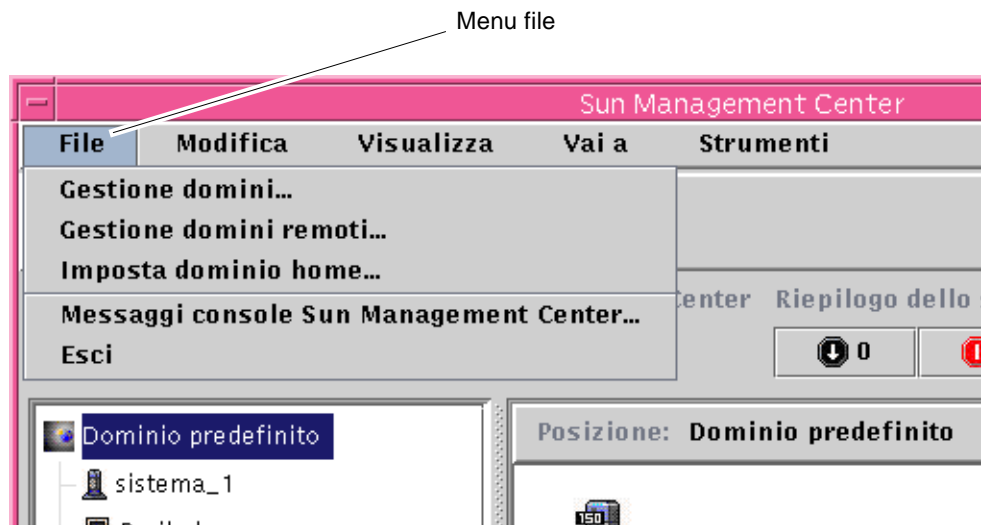 Menu file
Sun Management Center
File Modifica Visualizza Vai a Strumenti
Gestione domini...
Gestione domini remoti...
Imposta dominio home...
Messaggi console Sun Management Center...
Esci
Center Riepilogo dello
0
Dominio predefinito
Posizione: Dominio predefinito
sistema_1
150